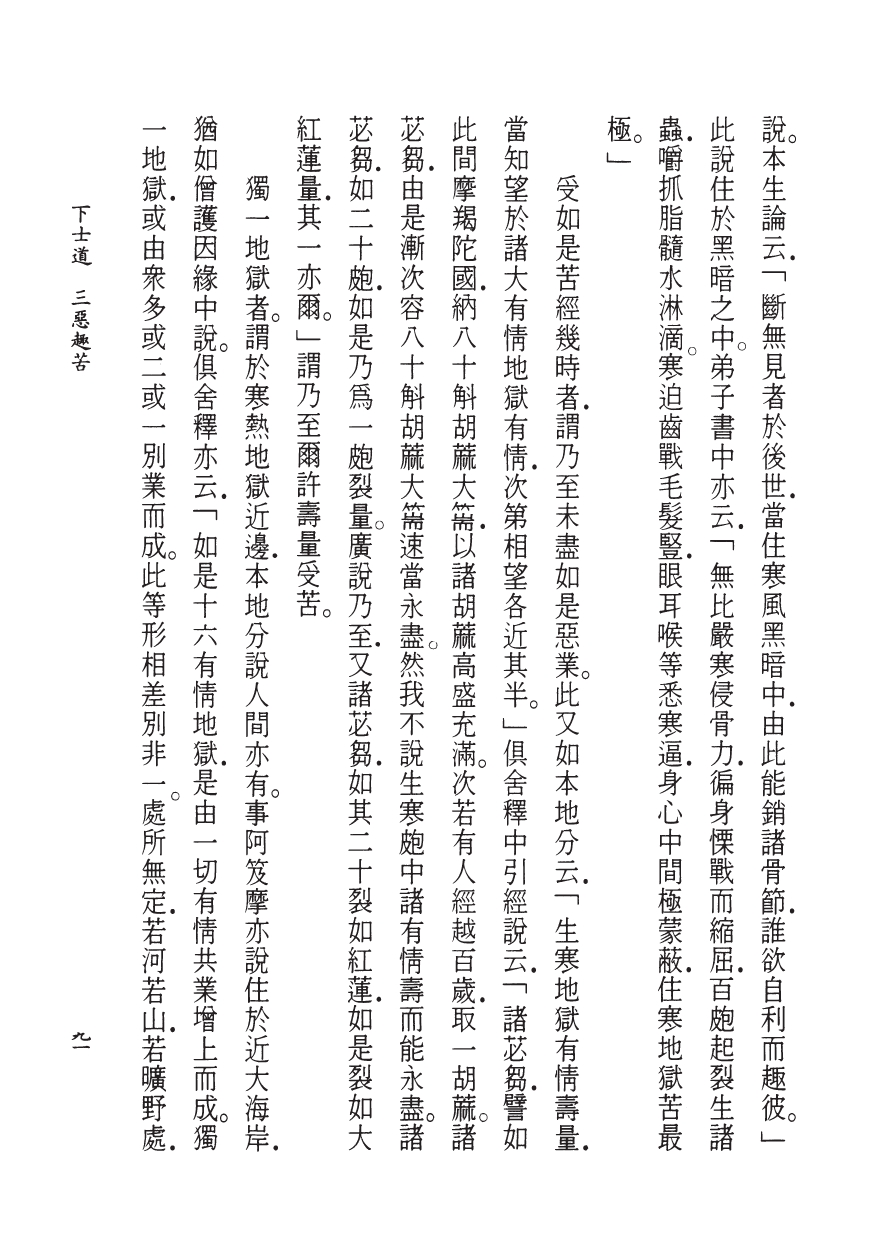 說。本生論云．「斷無見者於後世．當住寒風黑暗中．由此能銷諸骨節．誰欲自利而趣彼。」
此說住於黑暗之中。弟子書中亦云．「無比嚴寒侵骨力．徧身慄戰而縮屈．百皰起裂生諸
蟲．嚼抓脂髓水淋滴。寒迫齒戰毛髮豎．眼耳喉等悉寒逼．身心中間極蒙蔽．住寒地獄苦最
極。」
受如是苦經幾時者．謂乃至未盡如是惡業。此又如本地分云．「生寒地獄有情壽量．
當知望於諸大有情地獄有情．次第相望各近其半。」俱舍釋中引經說云．「諸苾芻．譬如
此間摩羯陀國．納八十斛胡麻大篅．以諸胡麻高盛充滿。次若有人經越百歲．取一胡麻。諸
苾芻．由是漸次容八十斛胡麻大篅速當永盡。然我不說生寒皰中諸有情壽而能永盡。諸
苾芻．如二十皰．如是乃爲一皰裂量。廣說乃至．又諸苾芻．如其二十裂如紅蓮．如是裂如大
紅蓮量．其一亦爾。」謂乃至爾許壽量受苦。
獨一地獄者。謂於寒熱地獄近邊．本地分說人間亦有。事阿笈摩亦說住於近大海岸．
猶如僧護因緣中說。俱舍釋亦云．「如是十六有情地獄．是由一切有情共業增上而成。獨
一地獄．或由衆多或二或一別業而成。此等形相差別非一。處所無定．若河若山．若曠野處．
下士道　三惡趣苦
九一